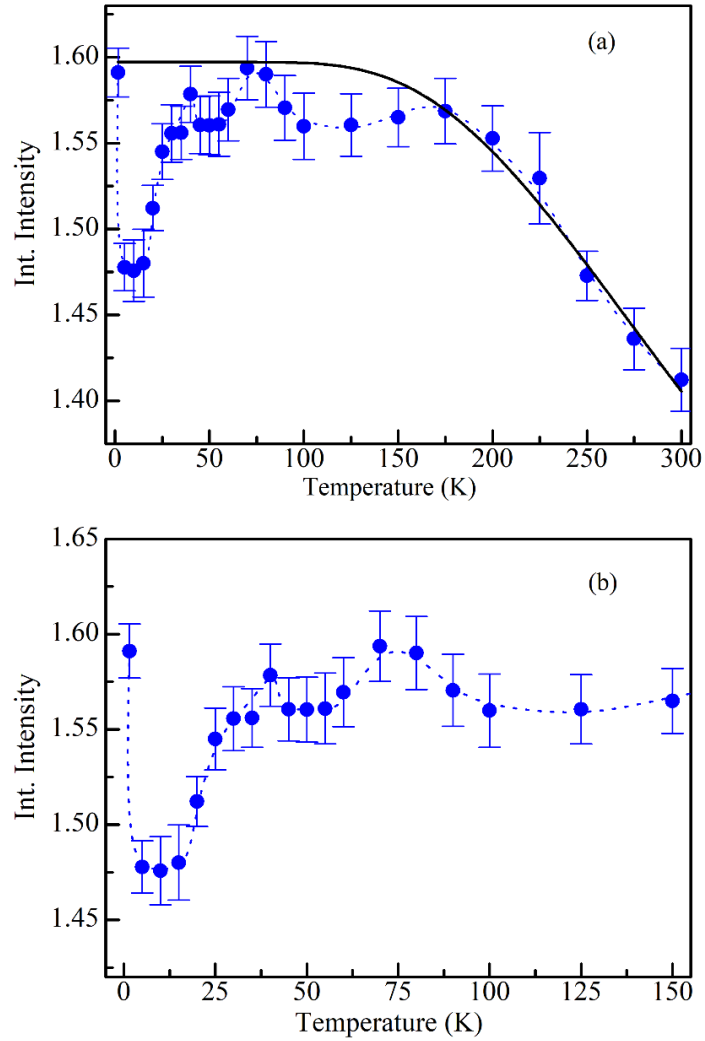 (a)
1.60
1.55
1.50
1.45
1.40
Int. Intensity
0 50 100 150 200 250 300
Temperature (K)
(b)
1.65
1.60
1.55
1.50
1.45
Int. Intensity
0 25 50 75 100 125 150
Temperature (K)